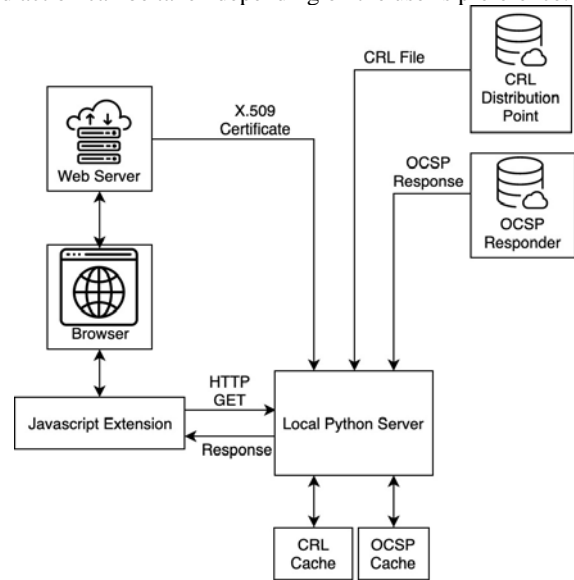 CRL File
CRL
Distribution
Point
X.509
Certificate
Web Server
OCSP
Response
OCSP
Responder
Browser
HTTP
GET
Javascript Extension
Local Python Server
Response
CRL
Cache
OCSP
Cache